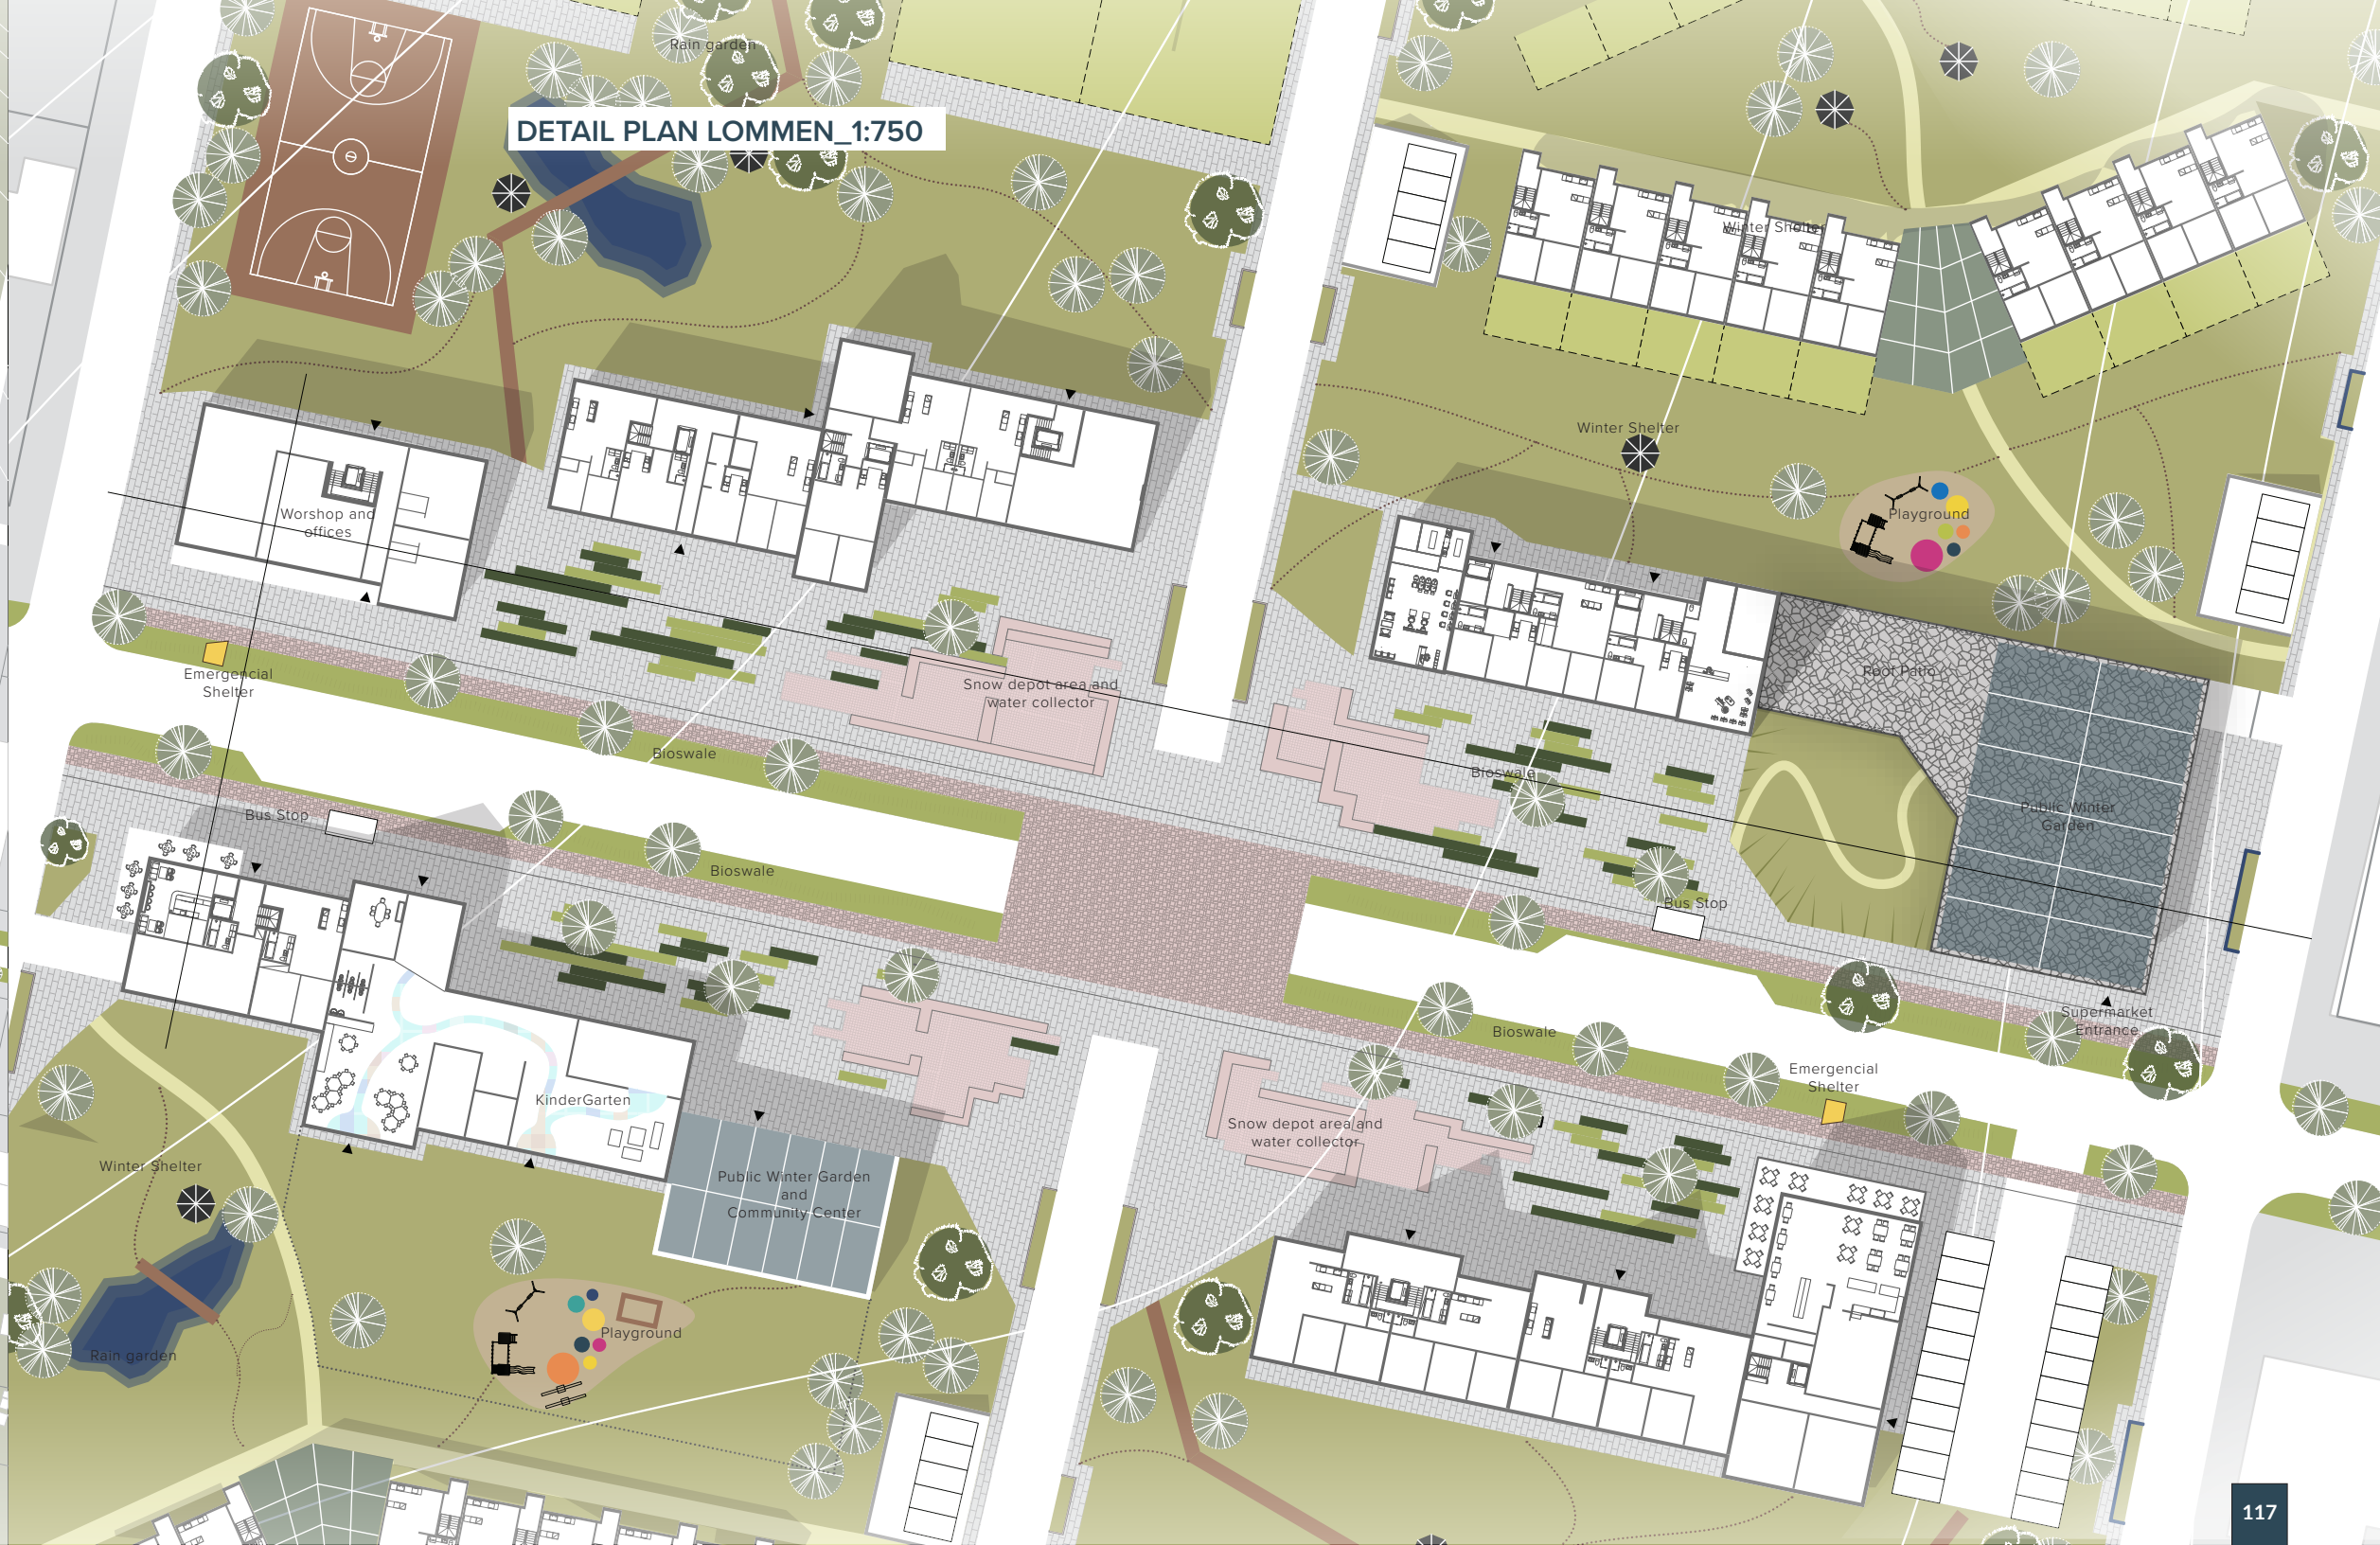 Rain garden
DETAIL PLAN LOMMEN_1:750
Winter Shelter
Winter Shelter
Worshop and
offices
Playground
Emergencial
Shelter
Snow depot area and
water collector
Roof Patio
Bioswale
Bioswale
Bus Stop
Public Winter
Garden
Bioswale
Bus Stop
Supermarket
Entrance
Bioswale
Emergencial
Shelter
KinderGarten
Snow depot area and
water collector
Winter Shelter
Public Winter Garden
and
Community Center
Playground
Rain garden
117